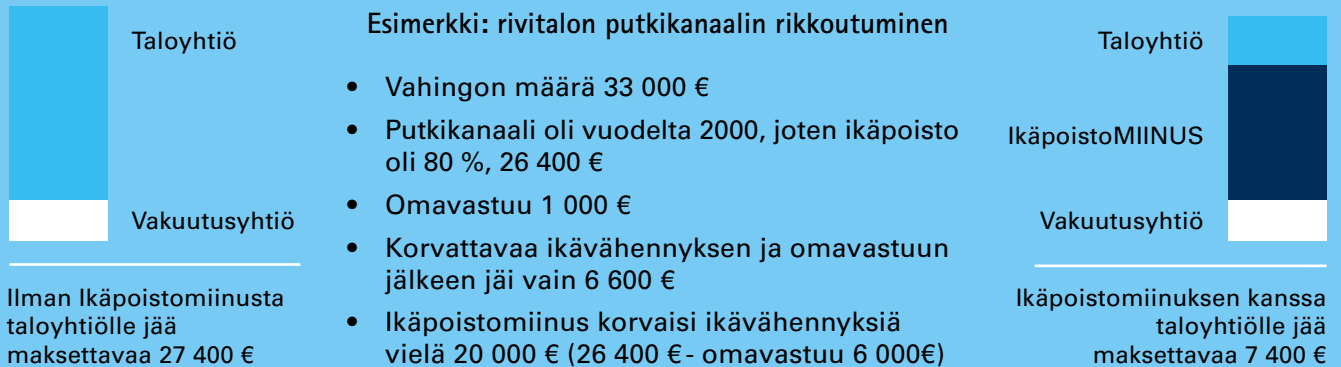 Taloyhtiö
Vakuutusyhtiö
Ilman Ikäpoistomiinusta
taloyhtiölle jää
maksettavaa 27 400 €
Esimerkki: rivitalon putkikanaalin rikkoutuminen
• Vahingon määrä 33 000 €
• Putkikanaali oli vuodelta 2000, joten ikäpoisto
oli 80 %, 26 400 €
• Omavastuu 1 000 €
• Korvattavaa ikävähennyksen ja omavastuun
jälkeen jäi vain 6 600 €
• Ikäpoistomiinus korvaisi ikävähennyksiä
vielä 20 000 € (26 400 € - omavastuu 6 000€)
Taloyhtiö
IkäpoistoMIINUS
Vakuutusyhtiö
Ikäpoistomiinuksen kanssa
taloyhtiölle jää
maksettavaa 7 400 €